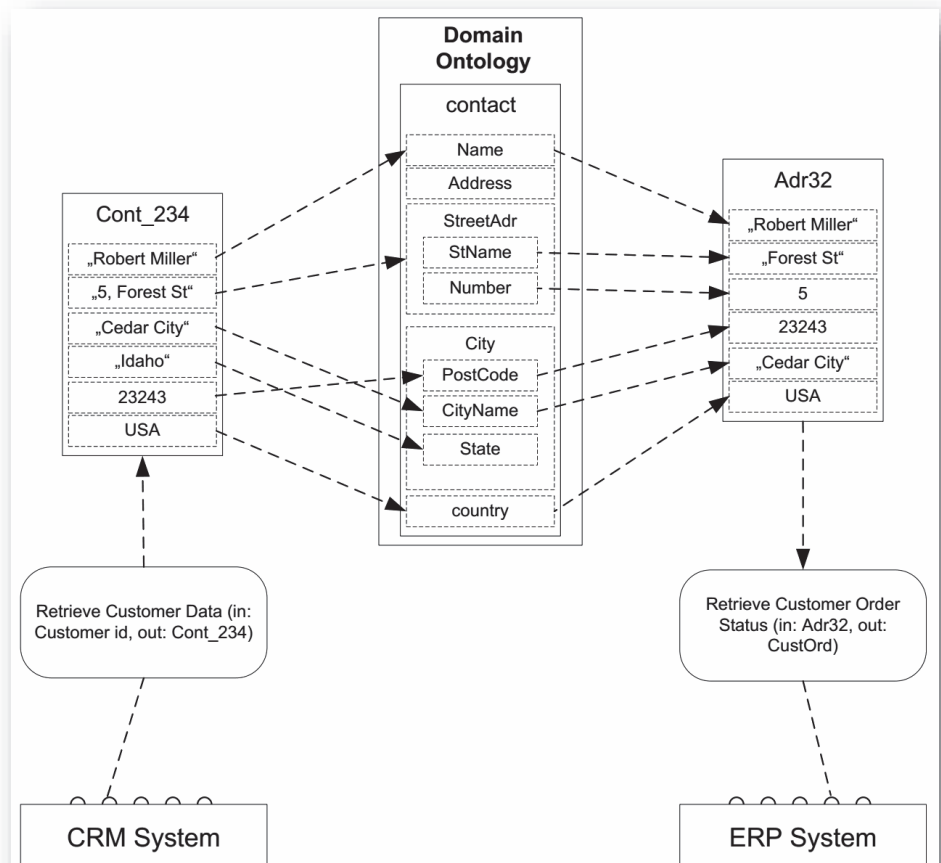 Domain
Ontology
contact
Name
Address
StreetAdr
StName
Number
City
PostCode
CityName
State
country
Cont_234
„Robert Miller“
„5, Forest St“
„Cedar City“
„Idaho“
23243
USA
Adr32
„Robert Miller“
„Forest St“
5
23243
„Cedar City“
USA
Retrieve Customer Data (in:
Customer id, out: Cont_234)
Retrieve Customer Order
Status (in: Adr32, out:
CustOrd)
CRM System
ERP System